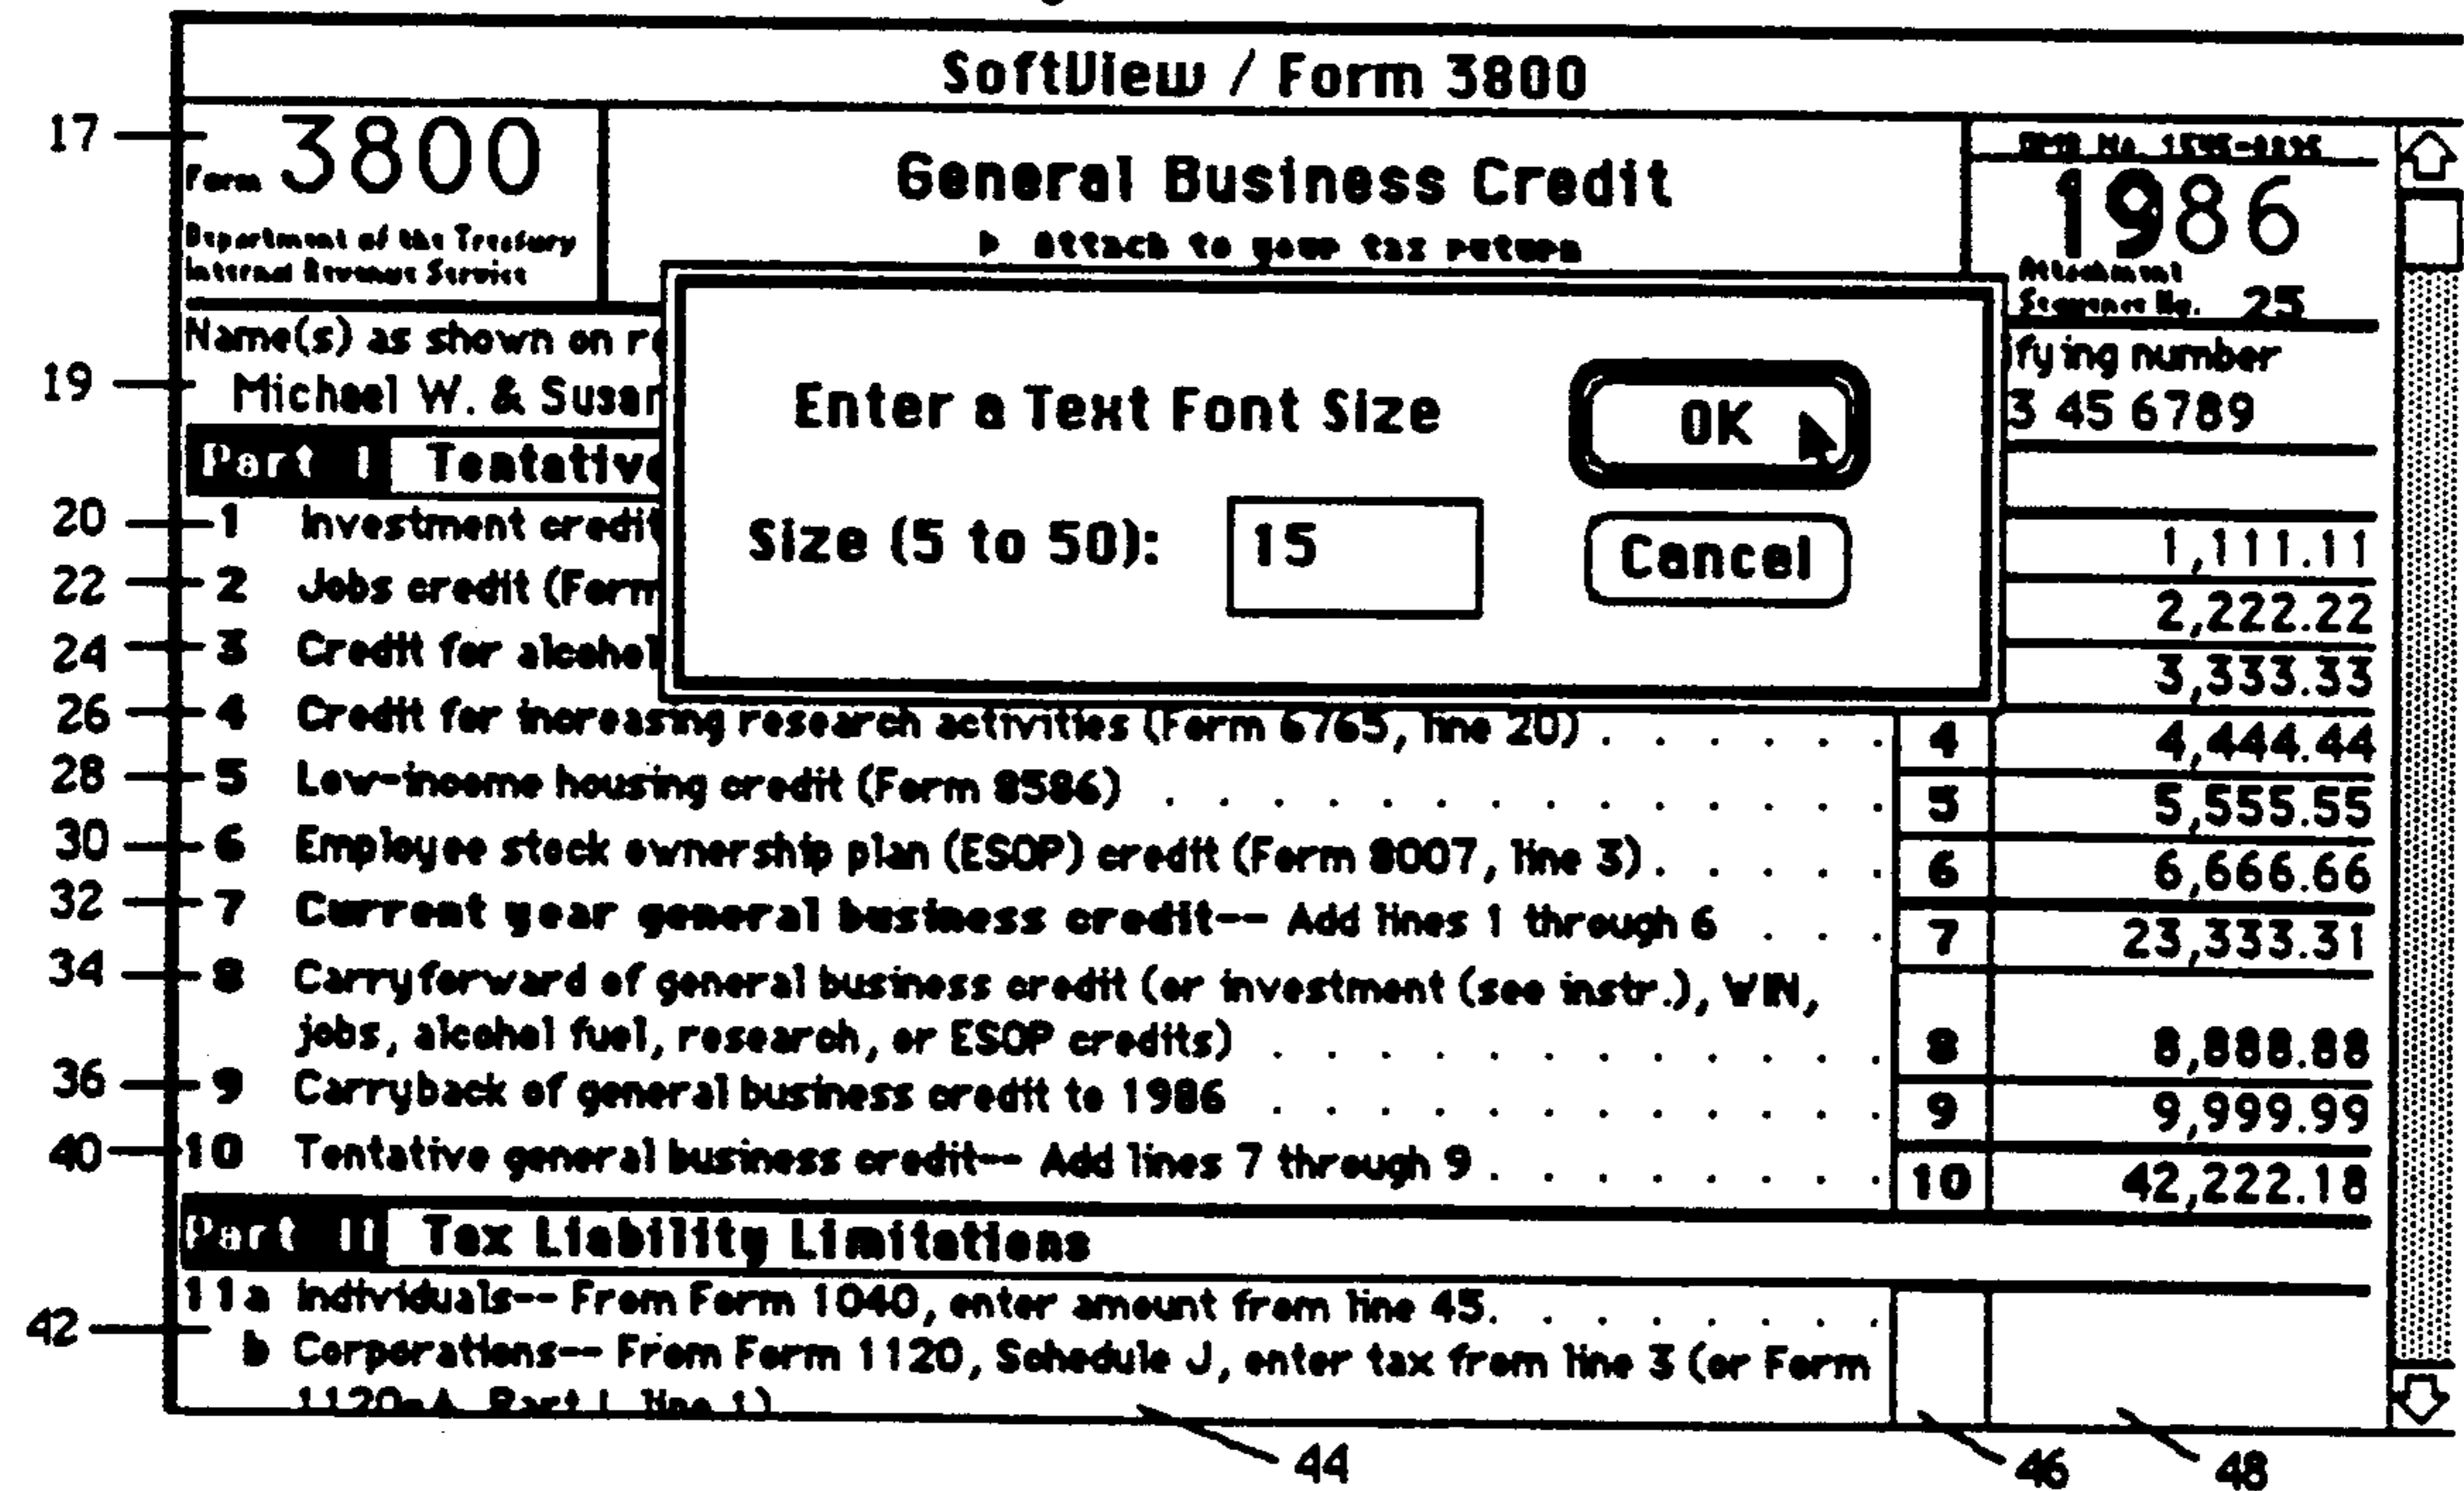 SoftView / Form 3800
17
Form 3800
Department of the Treasury
Internal Revenue Service
General Business Credit
Attach to your tax return
OMB No.
1986
Attachment
Sequence No. 25
Name(s) as shown on re
fying number
19
Michael W. & Susan
3 45 6789
Part I Tentative
Enter a Text Font Size
OK
Size (5 to 50): 15
Cancel
20 1 Investment credit 1,111.11
22 2 Jobs credit (Form 2,222.22
24 3 Credit for alcohol 3,333.33
26 4 Credit for increasing research activities (Form 6765, line 20) . . . . . . 4 4,444.44
28 5 Low-income housing credit (Form 8586) . . . . . . . . . . . . . . 5 5,555.55
30 6 Employee stock ownership plan (ESOP) credit (Form 8007, line 3). . . . . 6 6,666.66
32 7 Current year general business credit-- Add lines 1 through 6 . . . 7 23,333.31
34 8 Carryforward of general business credit (or investment (see instr.), WIN,
jobs, alcohol fuel, research, or ESOP credits) . . . . . . . . . . . . 8 8,888.88
36 9 Carryback of general business credit to 1986 . . . . . . . . . . . . 9 9,999.99
40 10 Tentative general business credit-- Add lines 7 through 9 . . . . . . . . 10 42,222.18
Part II Tax Liability Limitations
11a Individuals-- From Form 1040, enter amount from line 45. . . . . . . .
42
b Corporations-- From Form 1120, Schedule J, enter tax from line 3 (or Form
1120-A, Part I, line 1)
44 46 48